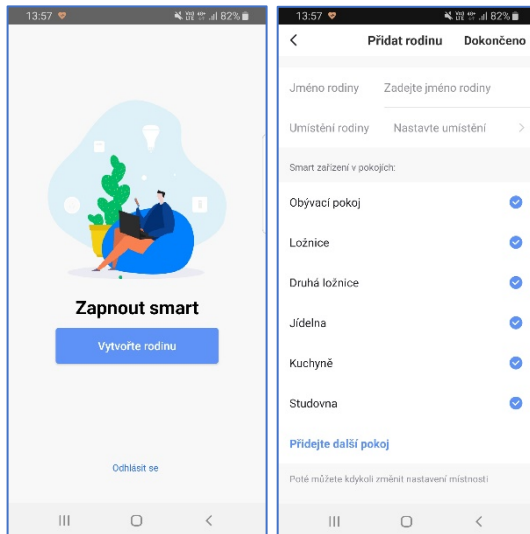 13:57
82%
Zapnout smart
Vytvořte rodinu
Odhlásit se
13:57
82%
Přidat rodinu Dokončeno
Jméno rodiny Zadejte jméno rodiny
Umístění rodiny Nastavte umístění
Smart zařízení v pokojích:
Obývací pokoj
Ložnice
Druhá ložnice
Jídelna
Kuchyně
Studovna
Přidejte další pokoj
Poté můžete kdykoli změnit nastavení místnosti